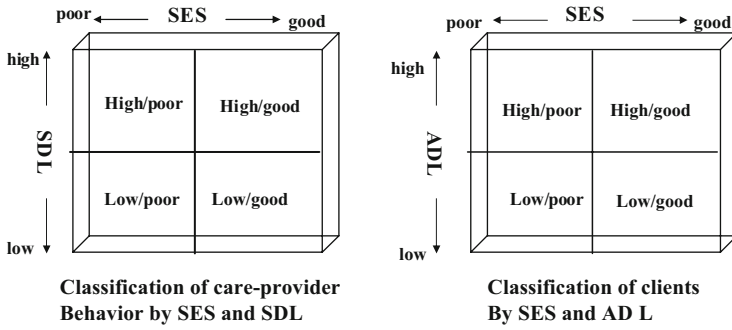 poor SES good
high
SDL
low
High/poor High/good
Low/poor Low/good
Classification of care-provider
Behavior by SES and SDL
poor SES good
high
ADL
low
High/poor High/good
Low/poor Low/good
Classification of clients
By SES and AD L